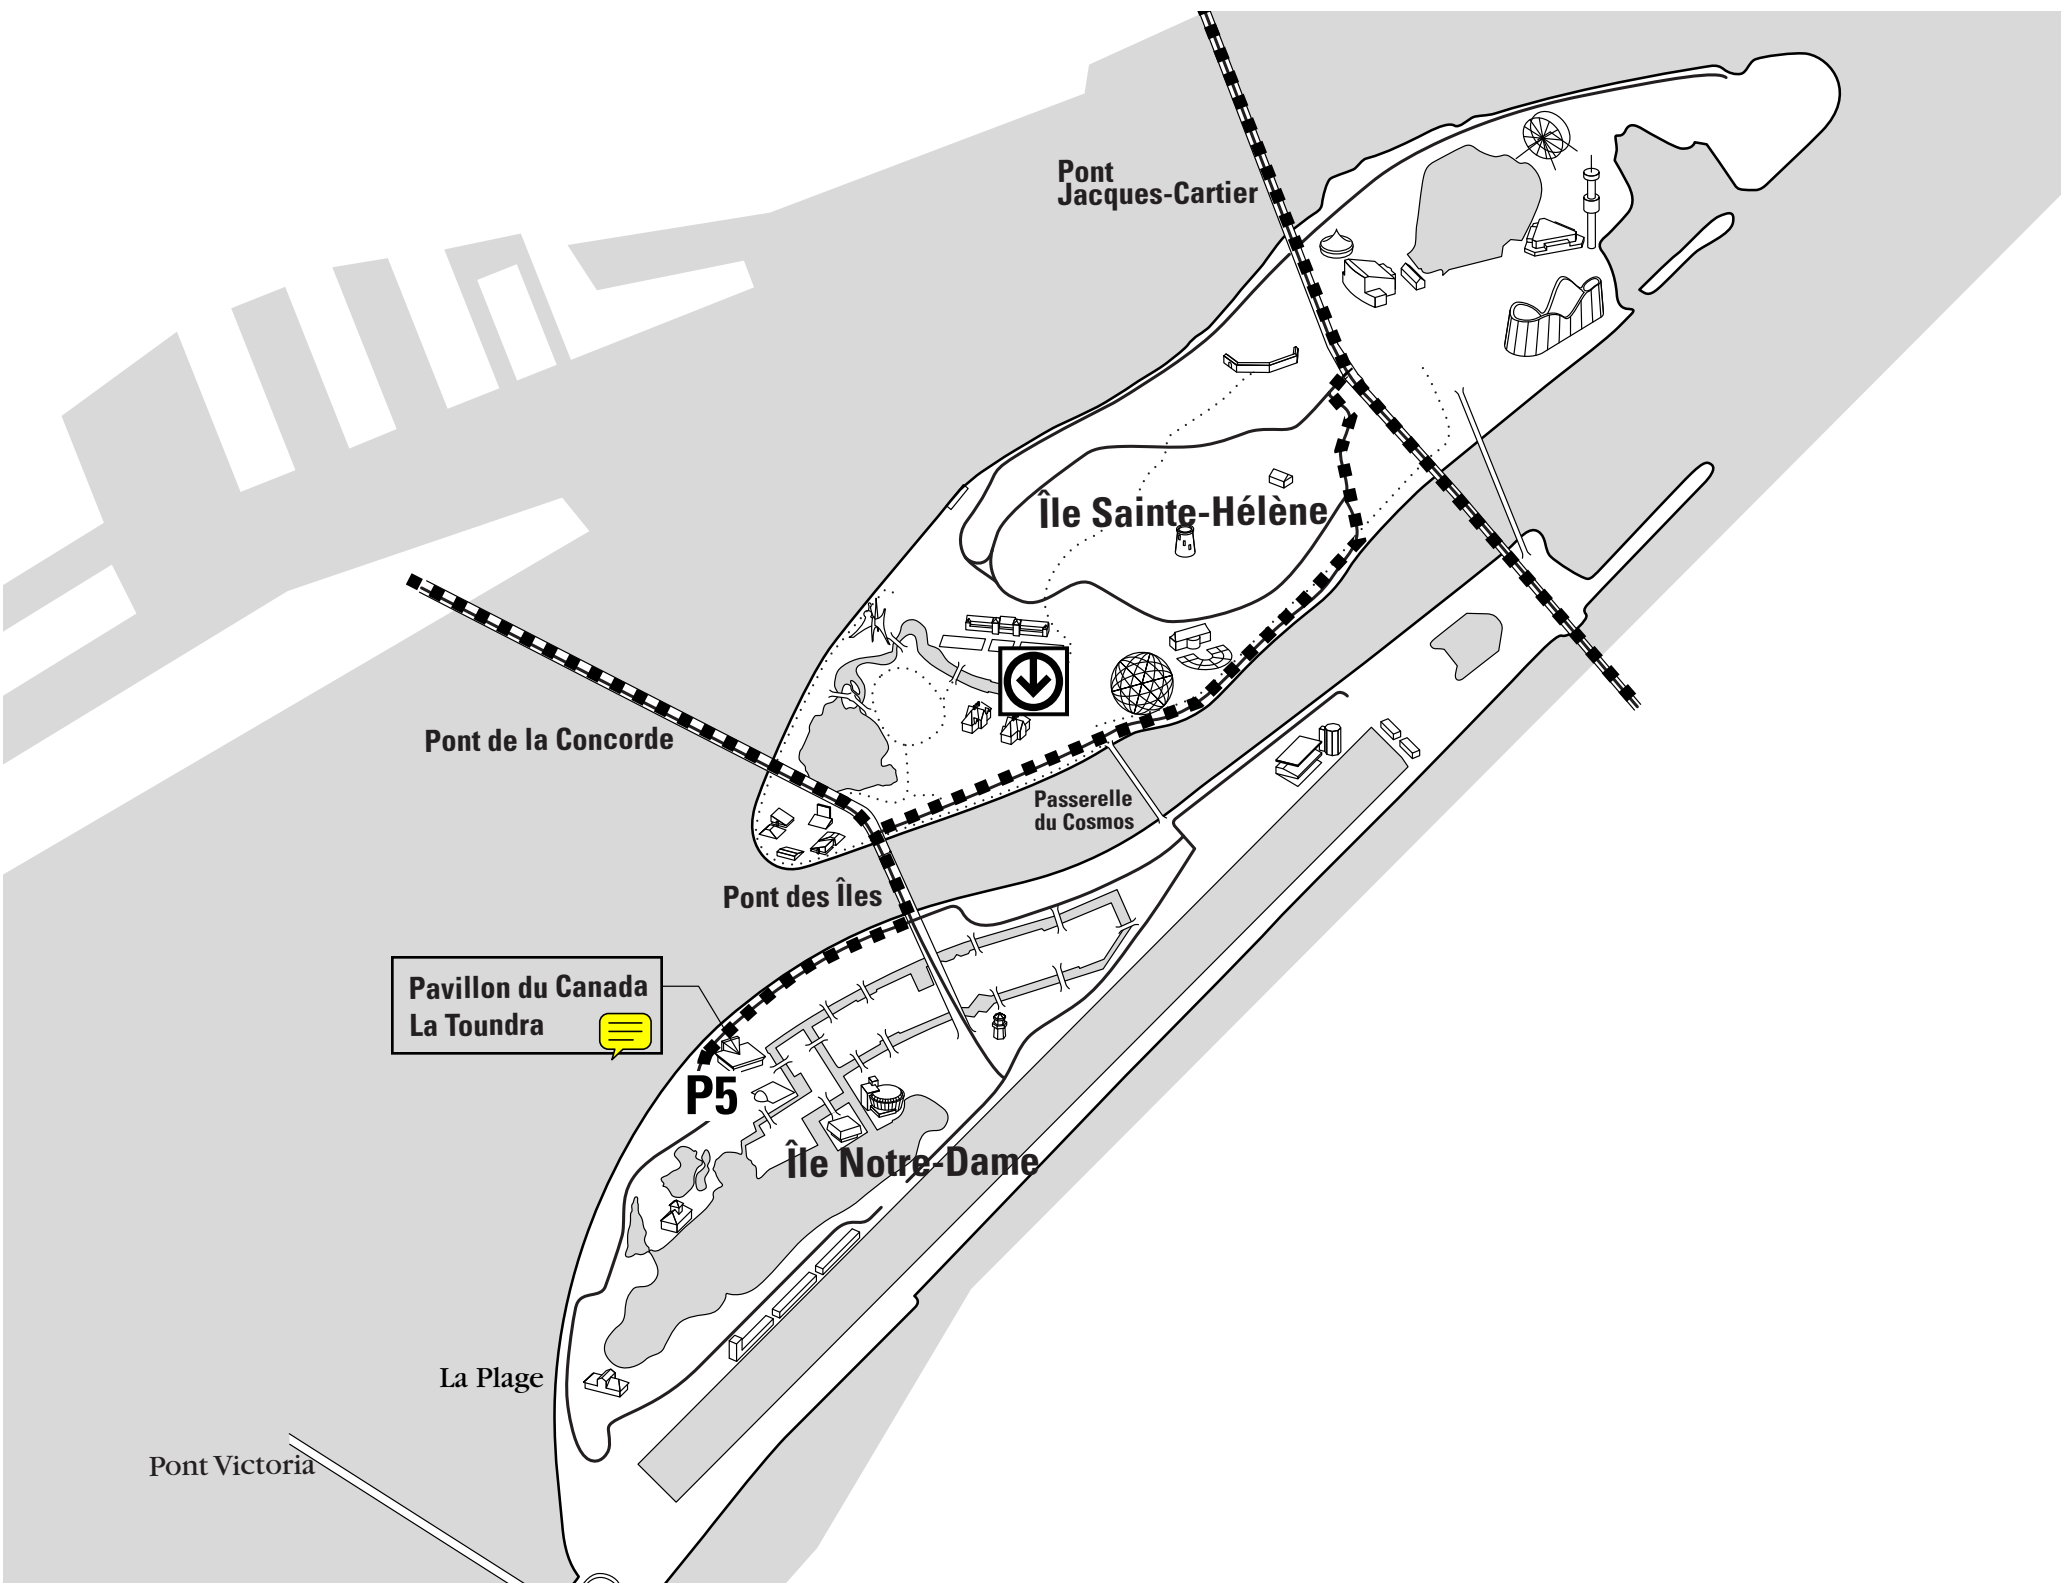 Pont
Jacques-Cartier
Île Sainte-Hélène
Pont de la Concorde
Passerelle
du Cosmos
Pont des Îles
Pavillon du Canada
La Toundra
P5
Île Notre-Dame
La Plage
Pont Victoria